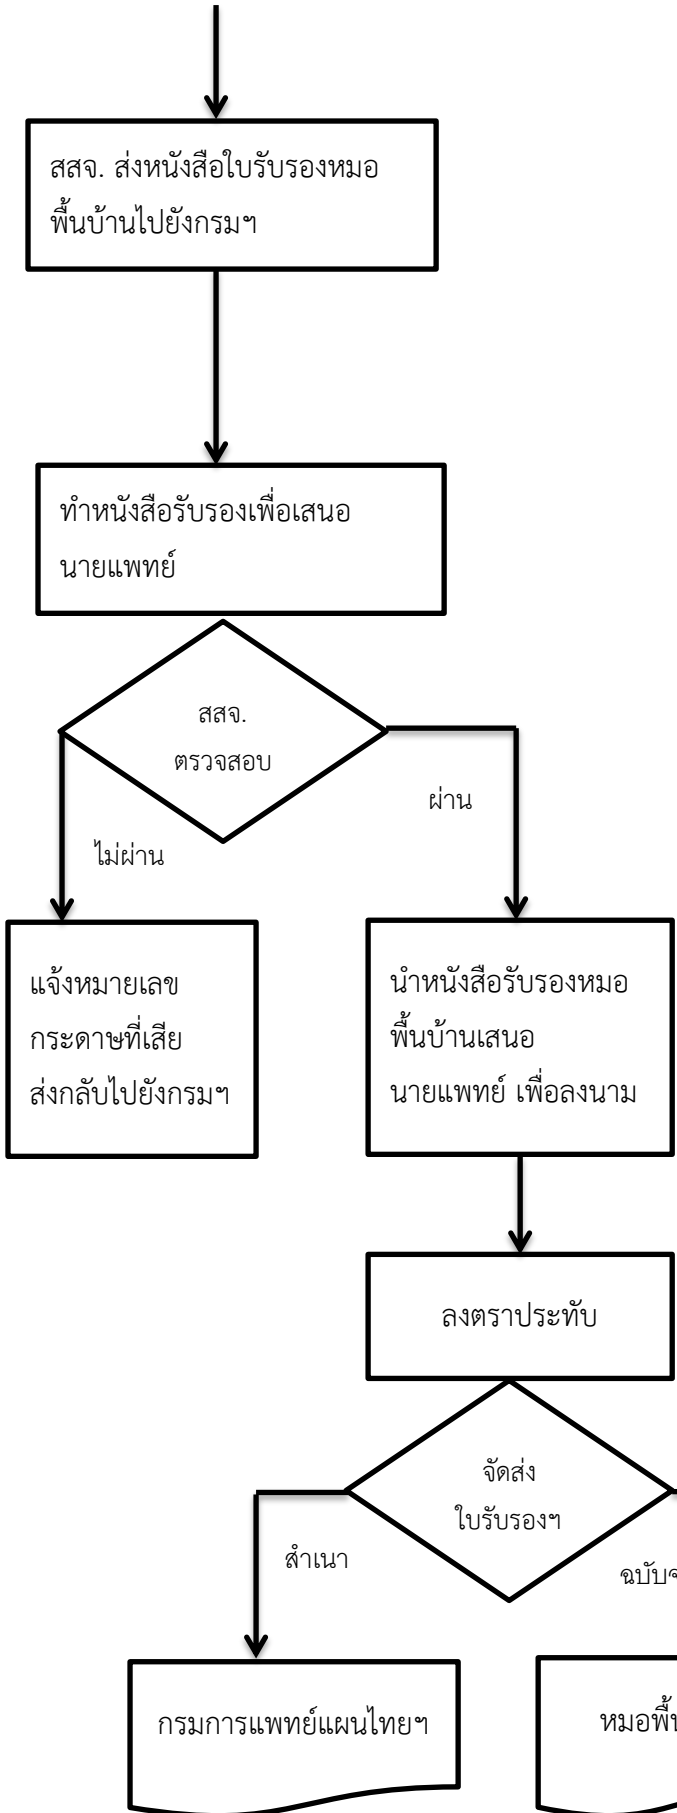 สสจ. ส่งหนังสือใบรับรองหมอ
พื้นบ้านไปยังกรมฯ
ทำหนังสือรับรองเพื่อเสนอ
นายแพทย์
สสจ.
ตรวจสอบ
ผ่าน
ไม่ผ่าน
แจ้งหมายเลข
กระดาษที่เสีย
ส่งกลับไปยังกรมฯ
นำหนังสือรับรองหมอ
พื้นบ้านเสนอ
นายแพทย์ เพื่อลงนาม
ลงตราประทับ
จัดส่ง
ใบรับรองฯ
สำเนา
ฉบับ
กรมการแพทย์แผนไทยฯ
หมอพื้น